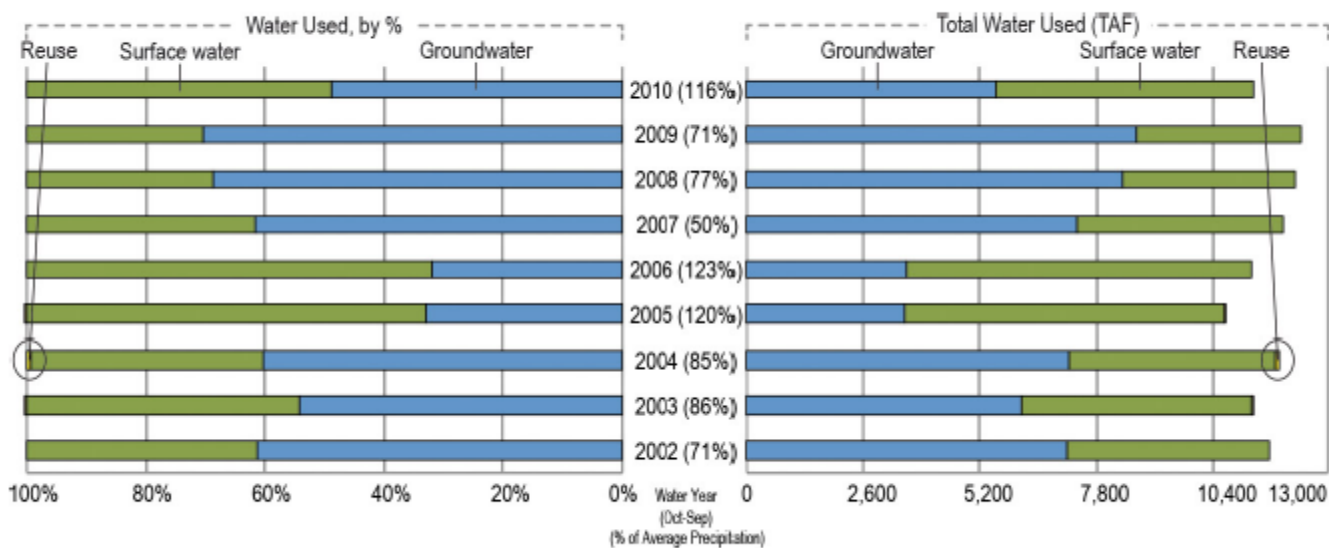 Water Used, by %
Total Water Used (TAF)
Reuse
Surface water
Groundwater
Groundwater
Surface water
Reuse
2010 (116%)
2009 (71%)
2008 (77%)
2007 (50%)
2006 (123%)
2005 (120%)
2004 (85%)
2003 (86%)
2002 (71%)
100%
80%
60%
40%
20%
0%
Water Year
(Oct-Sep)
(% of Average Precipitation)
0
2,600
5,200
7,800
10,400
13,000